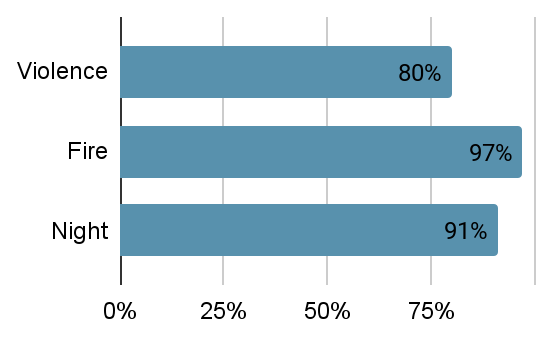 Violence 80%
Fire 97%
Night 91%
0% 25% 50% 75%